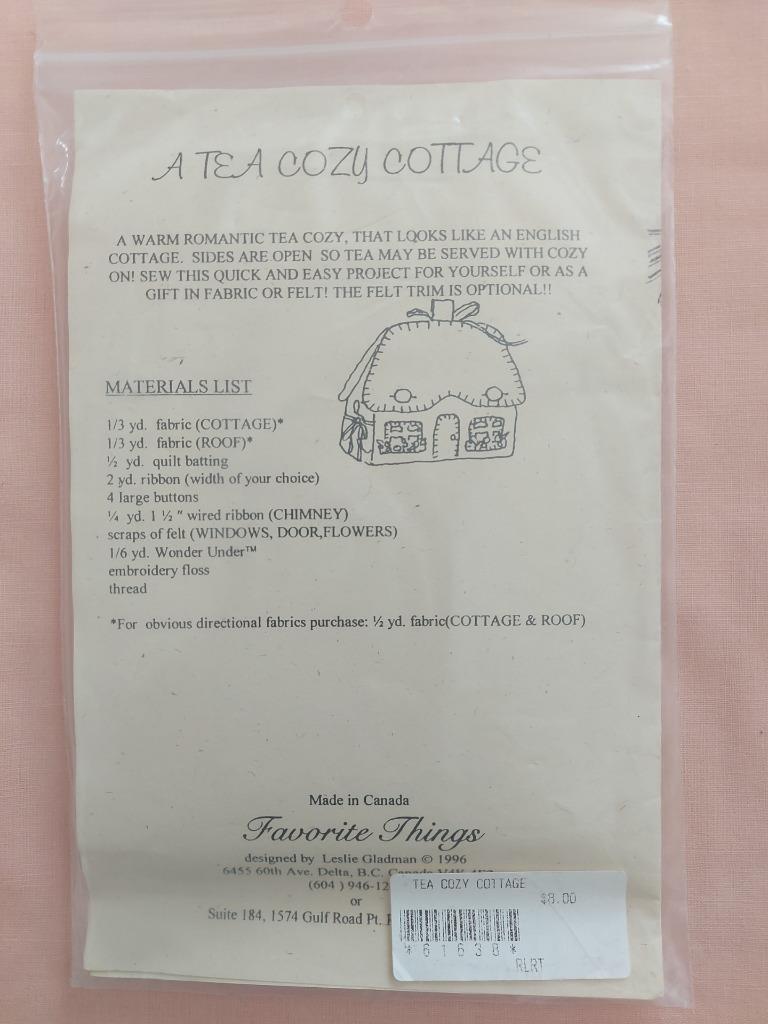 A TEA COZY COTTAGE
A WARM ROMANTIC TEA COZY, THAT LOOKS LIKE AN ENGLISH
COTTAGE. SIDES ARE OPEN SO TEA MAY BE SERVED WITH COZY
ON! SEW THIS QUICK AND EASY PROJECT FOR YOURSELF OR AS A
GIFT IN FABRIC OR FELT! THE FELT TRIM IS OPTIONAL!!
MATERIALS LIST
1/3 yd. fabric (COTTAGE)*
1/3 yd. fabric (ROOF)*
½ yd. quilt batting
2 yd. ribbon (width of your choice)
4 large buttons
¼ yd. 1 ½ " wired ribbon (CHIMNEY)
scraps of felt (WINDOWS, DOOR,FLOWERS)
1/6 yd. Wonder Under™
embroidery floss
thread
*For obvious directional fabrics purchase: ½ yd. fabric(COTTAGE & ROOF)
Made in Canada
Favorite Things
designed by Leslie Gladman © 1996
6455 60th Ave. Delta, B.C. Canada
(604 ) 946-12
or
Suite 184, 1574 Gulf Road Pt.
TEA COZY COTTAGE
$8.00
* 6 1 6 3 8 *
RLRT